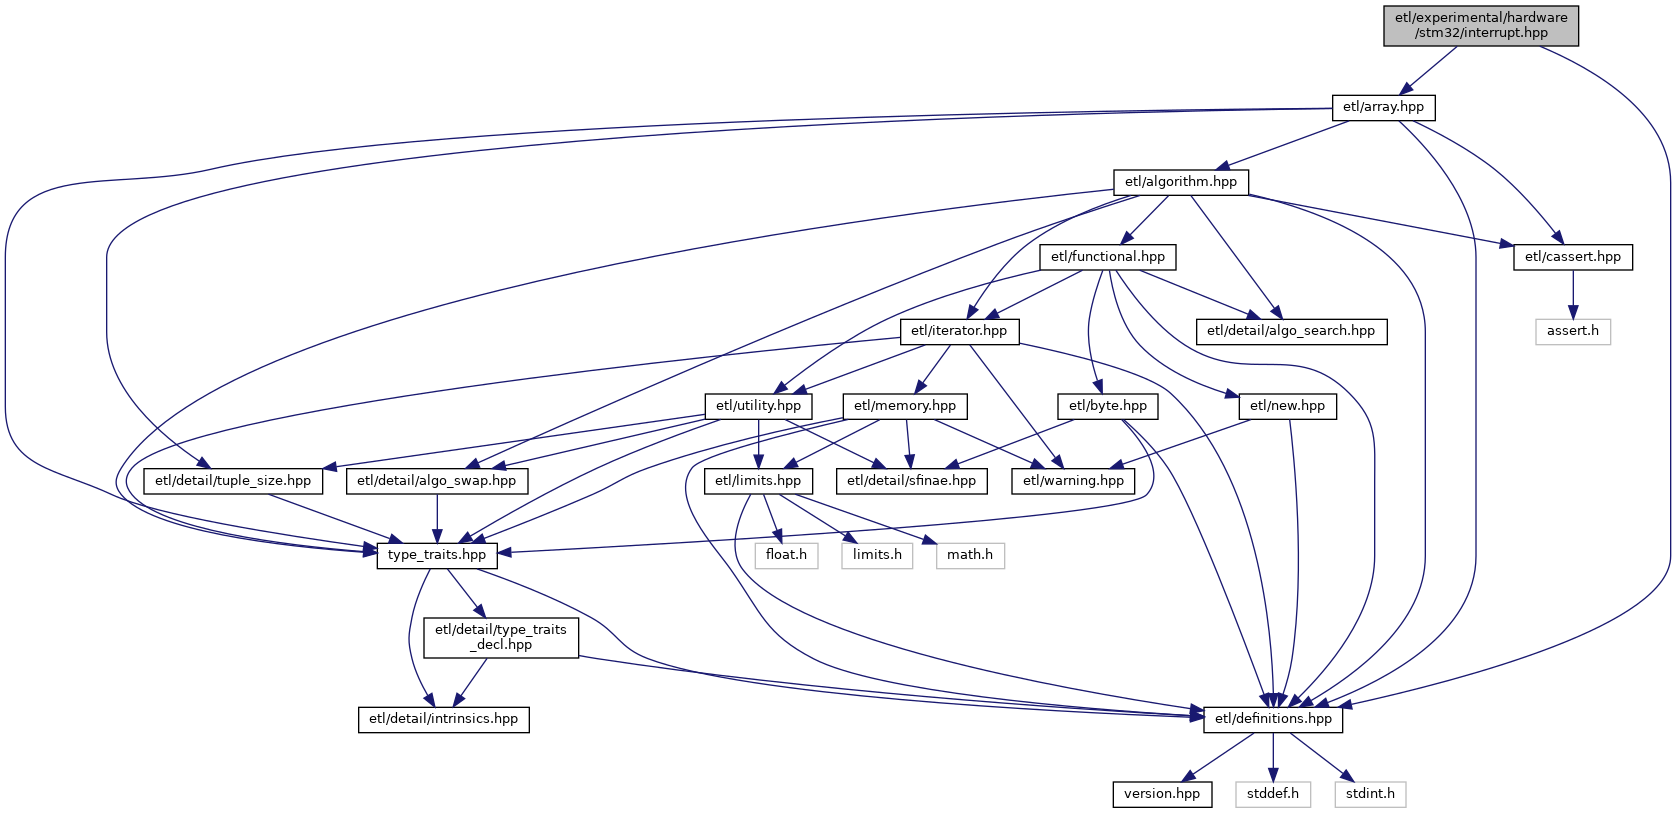 etl/experimental/hardware
/stm32/interrupt.hpp
etl/array.hpp
etl/algorithm.hpp
etl/functional.hpp
etl/cassert.hpp
etl/iterator.hpp
etl/detail/algo_search.hpp
assert.h
etl/utility.hpp
etl/memory.hpp
etl/byte.hpp
etl/new.hpp
etl/detail/tuple_size.hpp
etl/detail/algo_swap.hpp
etl/limits.hpp
etl/detail/sfinae.hpp
etl/warning.hpp
type_traits.hpp
float.h
limits.h
math.h
etl/detail/type_traits
_decl.hpp
etl/detail/intrinsics.hpp
etl/definitions.hpp
version.hpp
stddef.h
stdint.h